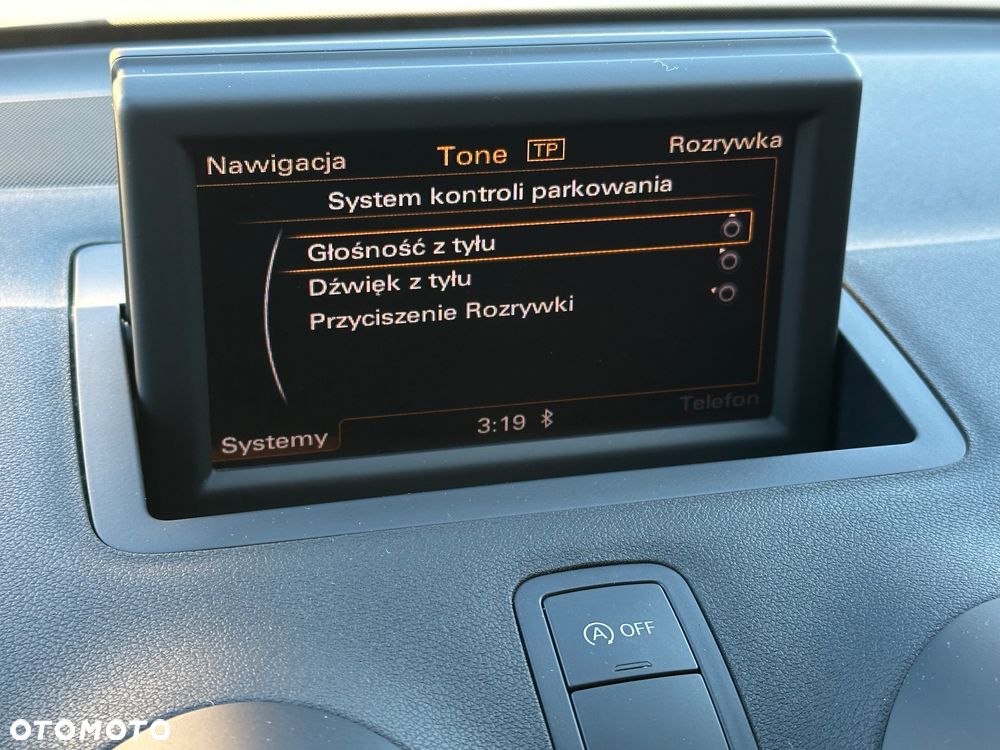 Nawigacja
Tone TP
Rozrywka
System kontroli parkowania
Głośność z tyłu
Dźwięk z tyłu
Przyciszenie Rozrywki
Systemy
3:19
Telefon
A OFF
OTOMOTO